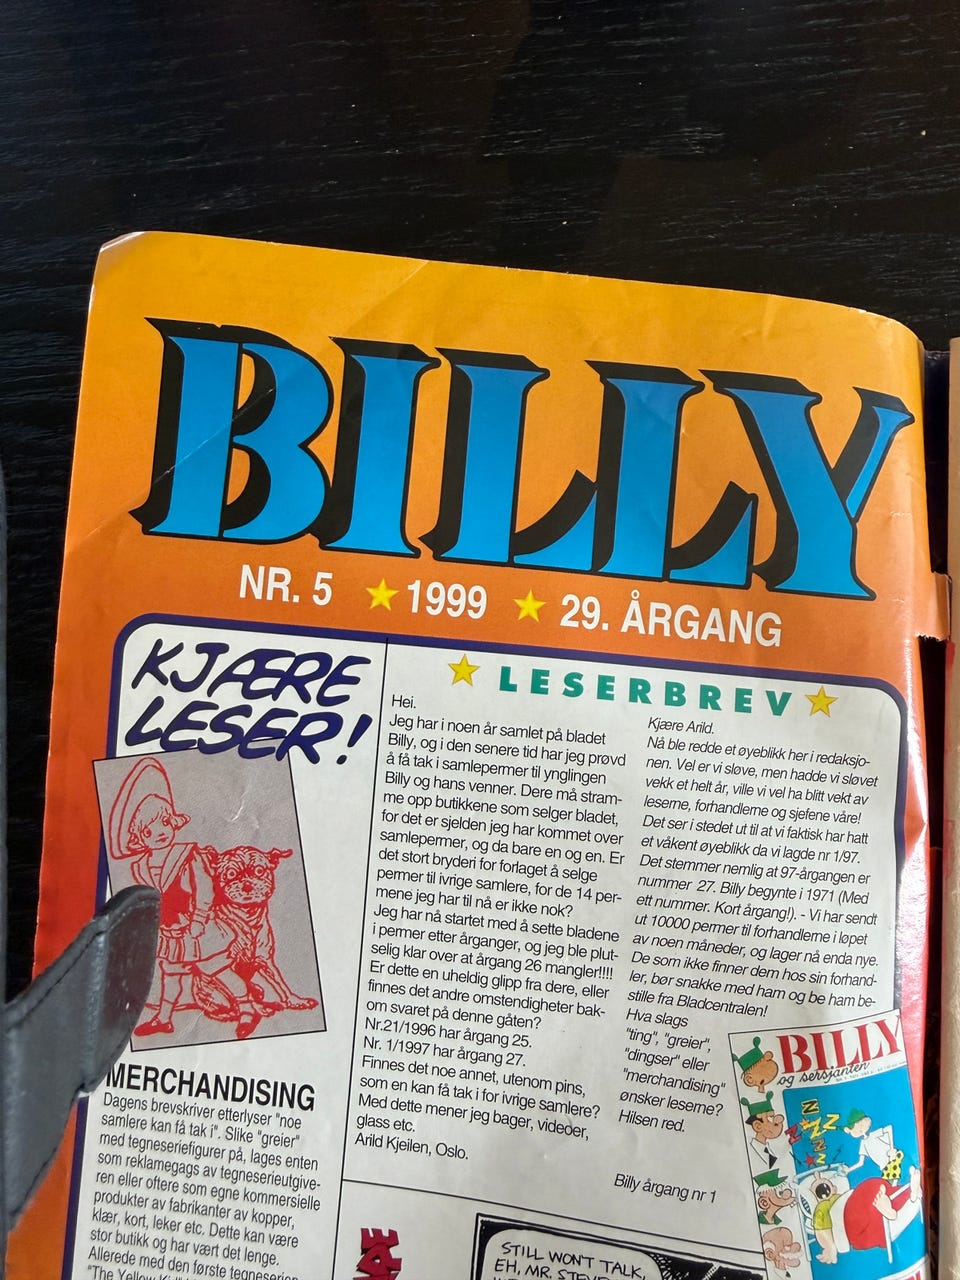 BILLY
NR. 5 ★ 1999 ★ 29. ÅRGANG
KJÆRE
LESER!
MERCHANDISING
Dagens brevskriver etterlyser "noe
samlere kan få tak i". Slike "greier"
med tegneseriefigurer på, lages enten
som reklamegags av tegneserieutgive-
ren eller oftere som egne kommersielle
produkter av fabrikanter av kopper,
klær, kort, leker etc. Dette kan være
stor butikk og har vært det lenge.
Allerede med den første tegneserien
"The Yellow
★ LESERBREV ★
Hei.
Jeg har i noen år samlet på bladet
Billy, og i den senere tid har jeg prøvd
å få tak i samlepermer til ynglingen
Billy og hans venner. Dere må stram-
me opp butikkene som selger bladet,
for det er sjelden jeg har kommet over
samlepermer, og da bare en og en. Er
det stort bryderi for forlaget å selge
permer til ivrige samlere, for de 14 per-
mene jeg har til nå er ikke nok?
Jeg har nå startet med å sette bladene
i permer etter årganger, og jeg ble plut-
selig klar over at årgang 26 mangler!!!!
Er dette en uheldig glipp fra dere, eller
finnes det andre omstendigheter bak-
om svaret på denne gåten?
Nr.21/1996 har årgang 25.
Nr. 1/1997 har årgang 27.
Finnes det noe annet, utenom pins,
som en kan få tak i for ivrige samlere?
Med dette mener jeg bager, videoer,
glass etc.
Arild Kjeilen, Oslo.
Kjære Arild.
Nå ble redde et øyeblikk her i redaksjo-
nen. Vel er vi sløve, men hadde vi sløvet
vekk et helt år, ville vi vel ha blitt vekt av
leserne, forhandlerne og sjefene våre!
Det ser i stedet ut til at vi faktisk har hatt
et våkent øyeblikk da vi lagde nr 1/97.
Det stemmer nemlig at 97-årgangen er
nummer 27. Billy begynte i 1971 (Med
ett nummer. Kort årgang!). - Vi har sendt
ut 10000 permer til forhandlerne i løpet
av noen måneder, og lager nå enda nye.
De som ikke finner dem hos sin forhand-
ler, bør snakke med ham og be ham be-
stille fra Bladcentralen!
Hva slags
"ting", "greier",
"dingser" eller
"merchandising"
ønsker leserne?
Hilsen red.
Billy årgang nr 1
BILLY
og sersjanten
Z Z Z Z
STILL WON'T TALK,
EH, MR.